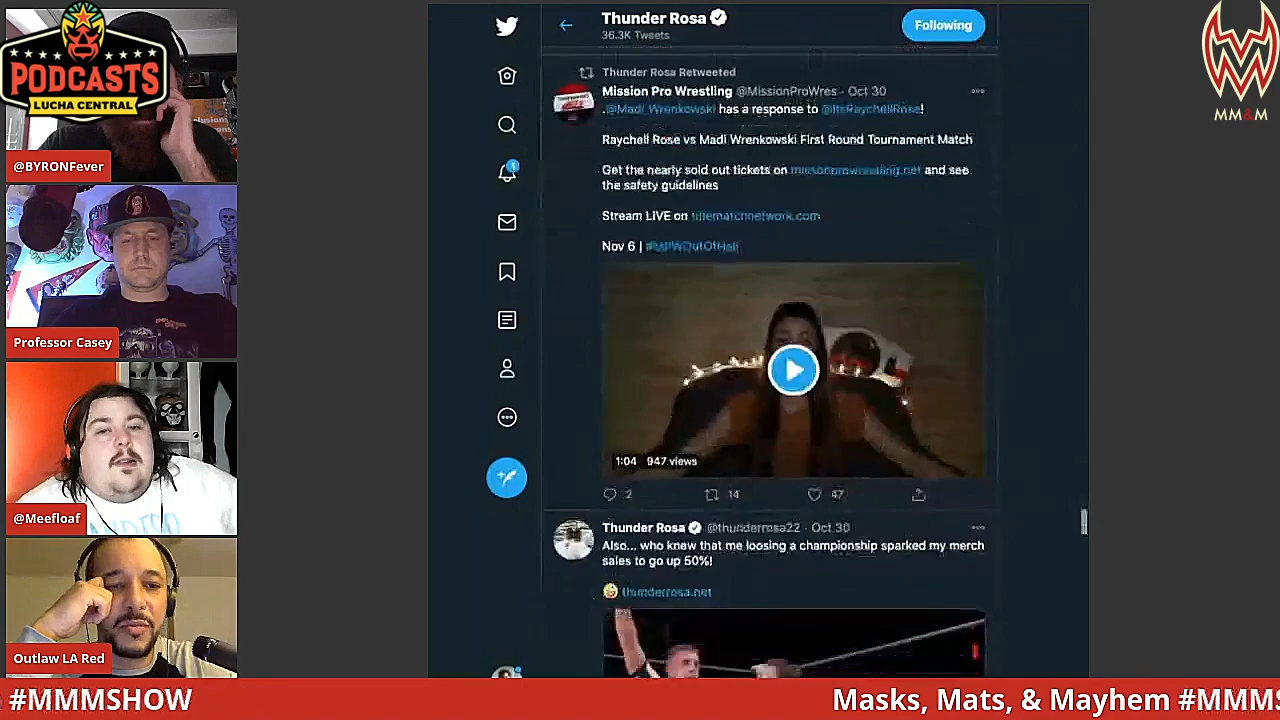 PODCASTS
LUCHA CENTRAL
@BYRONFever
Professor Casey
@Meefloaf
Outlaw LA Red
Thunder Rosa
36.3K Tweets
Following
Thunder Rosa Retweeted
Mission Pro Wrestling @MissionProWres · Oct 30
.@Madi_Wrenkowski has a response to @ItsRaychellRose!
Raychell Rose vs Madi Wrenkowski First Round Tournament Match
Get the nearly sold out tickets on missionprowrestling.net and see
the safety guidelines
Stream LIVE on titlematchnetwork.com
Nov 6 | #MPWOutOfHell
1:04 947 views
2 14 47
Thunder Rosa @thunderrosa22 · Oct 30
Also... who knew that me loosing a championship sparked my merch
sales to go up 50%!
thunderrosa.net
1
MM&M
#MMMSHOW
Masks, Mats, & Mayhem #MMMS